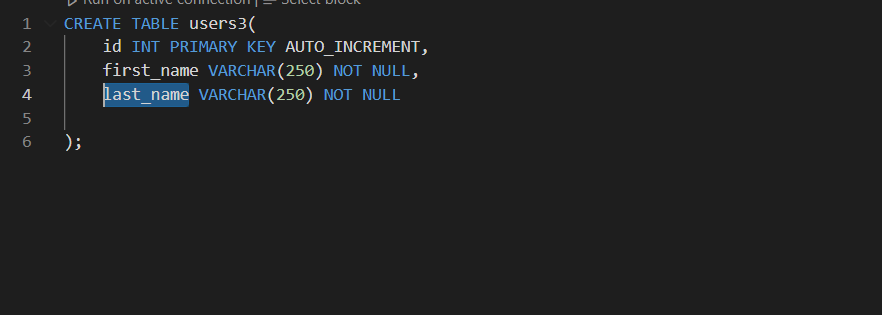 Run on active connection | Select block
1 CREATE TABLE users3(
2 id INT PRIMARY KEY AUTO_INCREMENT,
3 first_name VARCHAR(250) NOT NULL,
4 last_name VARCHAR(250) NOT NULL
5
6 );